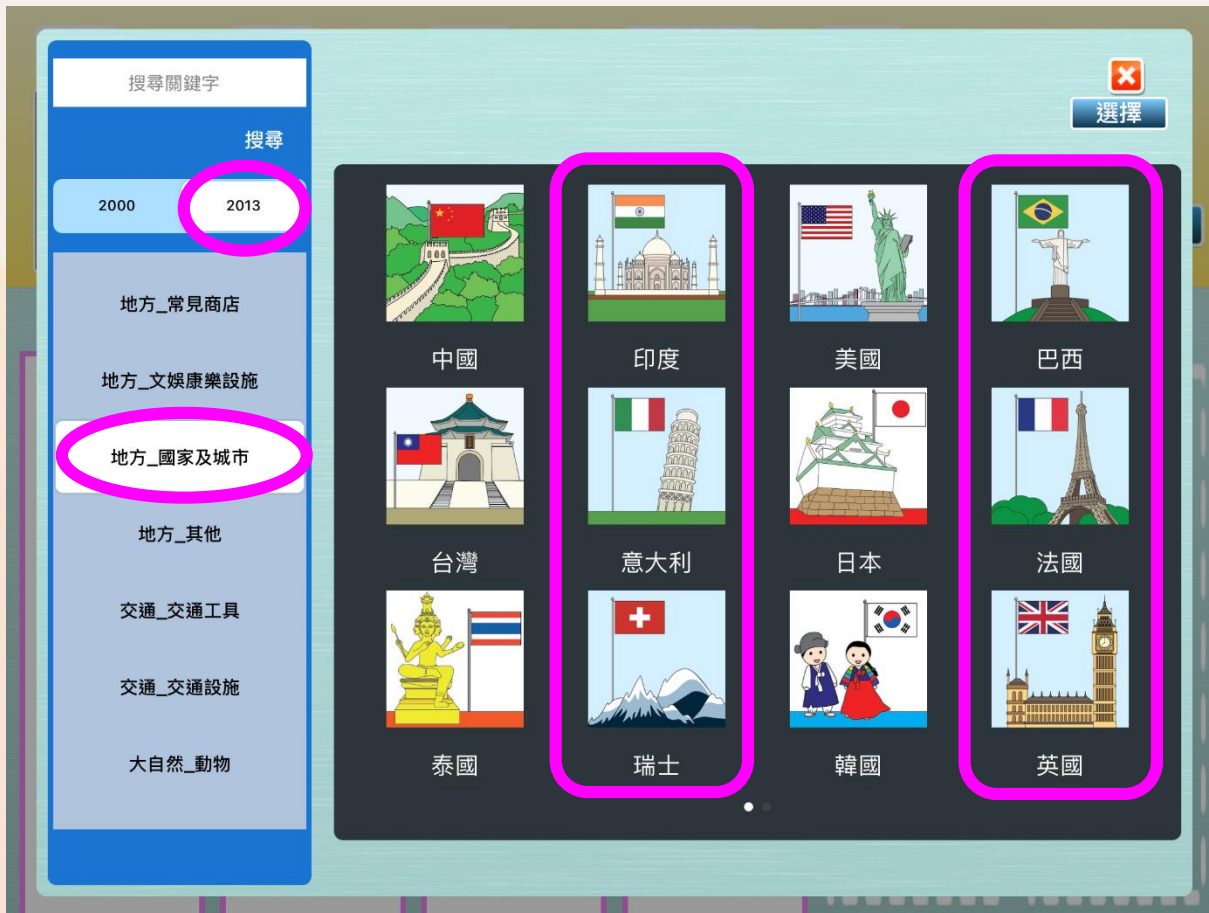 搜尋關鍵字
搜尋
選擇
2000 2013
地方_常見商店
地方_文娛康樂設施
地方_國家及城市
地方_其他
交通_交通工具
交通_交通設施
大自然_動物
中國 印度 美國 巴西
台灣 意大利 日本 法國
泰國 瑞士 韓國 英國